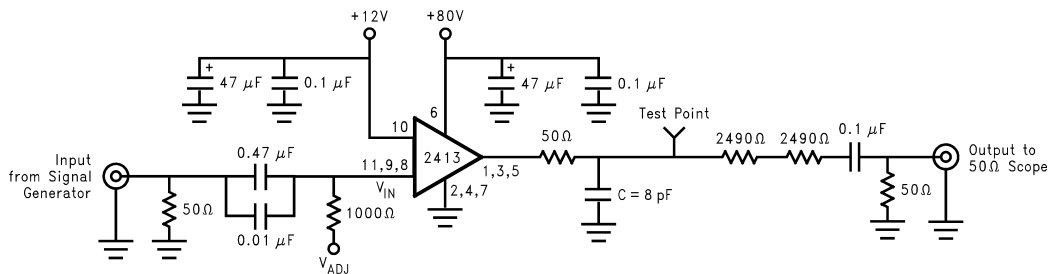 +12V
+80V
+
47 μF
0.1 μF
+
47 μF
0.1 μF
6
10
Test Point
2413
50Ω
2490Ω
2490Ω
0.1 μF
Input
from Signal
Generator
0.47 μF
11,9,8
VIN
1,3,5
2,4,7
Output to
50Ω Scope
50Ω
0.01 μF
1000Ω
VADJ
C = 8 pF
50Ω